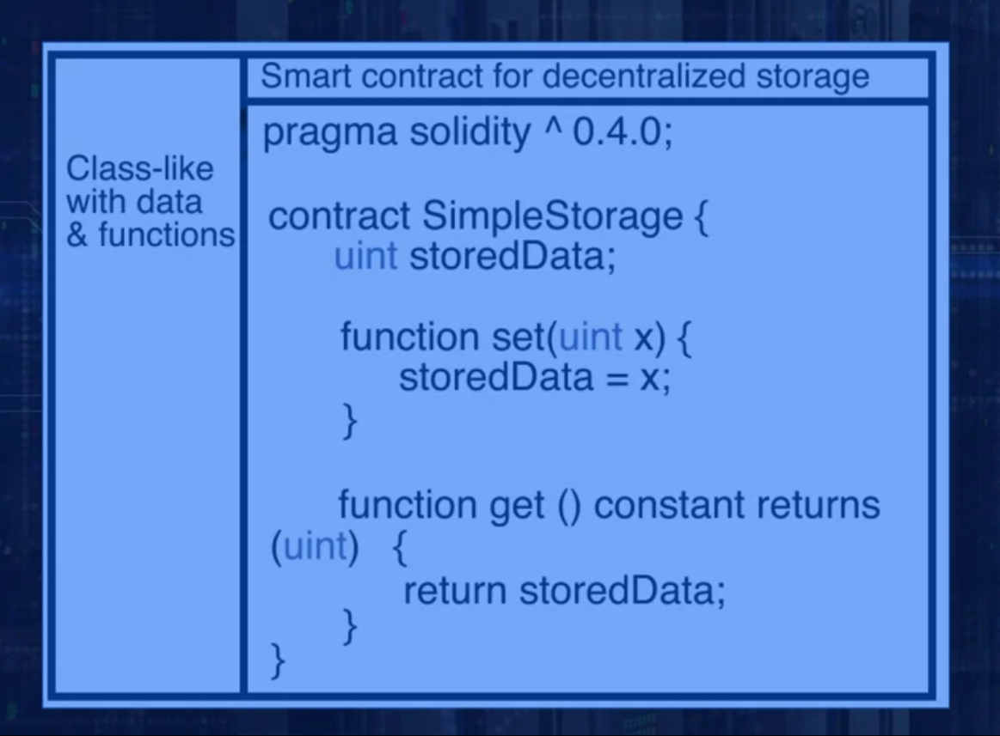 Smart contract for decentralized storage
Class-like
with data
& functions
pragma solidity ^ 0.4.0;
contract SimpleStorage {
uint storedData;
function set(uint x) {
storedData = x;
}
function get () constant returns
(uint) {
return storedData;
}
}